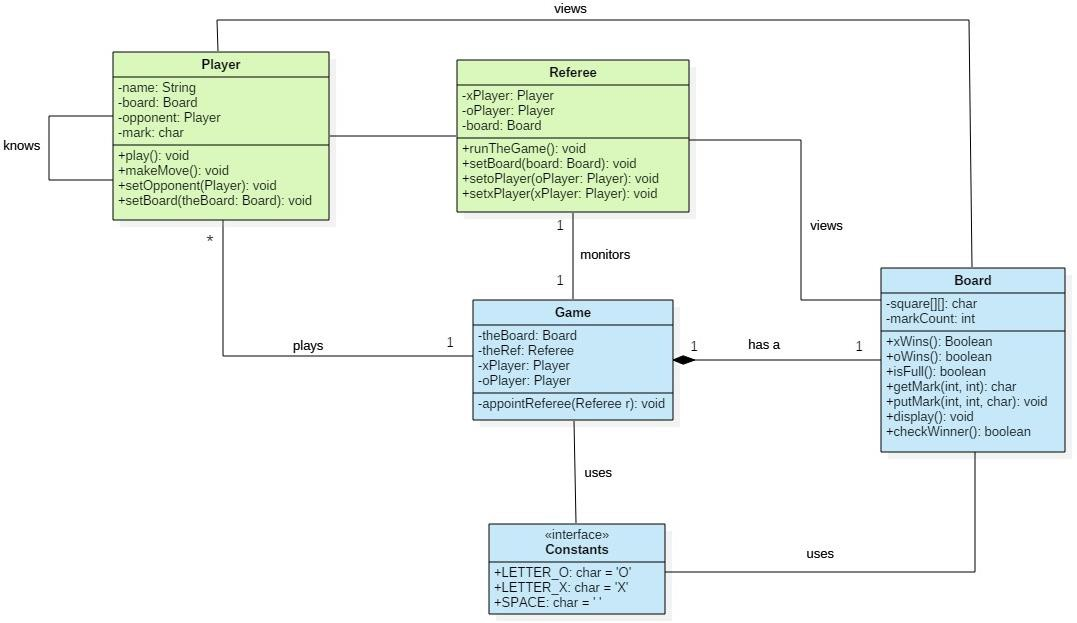 views
Player
-name: String
-board: Board
-opponent: Player
-mark: char
+play(): void
+makeMove(): void
+setOpponent(Player): void
+setBoard(theBoard: Board): void
knows
Referee
-xPlayer: Player
-oPlayer: Player
-board: Board
+runTheGame(): void
+setBoard(board: Board): void
+setoPlayer(oPlayer: Player): void
+setxPlayer(xPlayer: Player): void
*
1
monitors
1
views
plays
1
Game
-theBoard: Board
-theRef: Referee
-xPlayer: Player
-oPlayer: Player
-appointReferee(Referee r): void
1
has a
1
Board
-square[][]: char
-markCount: int
+xWins(): Boolean
+oWins(): boolean
+isFull(): boolean
+getMark(int, int): char
+putMark(int, int, char): void
+display(): void
+checkWinner(): boolean
uses
«interface»
Constants
+LETTER_O: char = 'O'
+LETTER_X: char = 'X'
+SPACE: char = ' '
uses